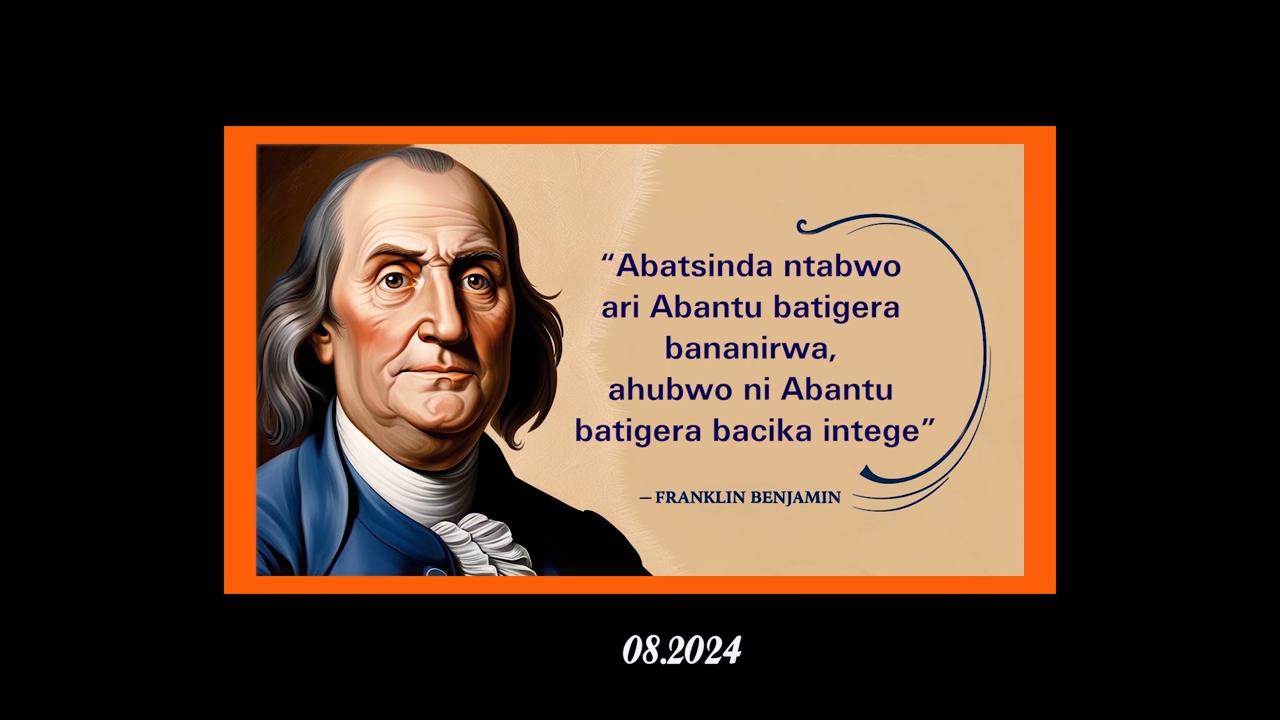 “Abatsinda ntabwo
ari Abantu batigera
bananirwa,
ahubwo ni Abantu
batigera bacika intege”
– FRANKLIN BENJAMIN
08.2024